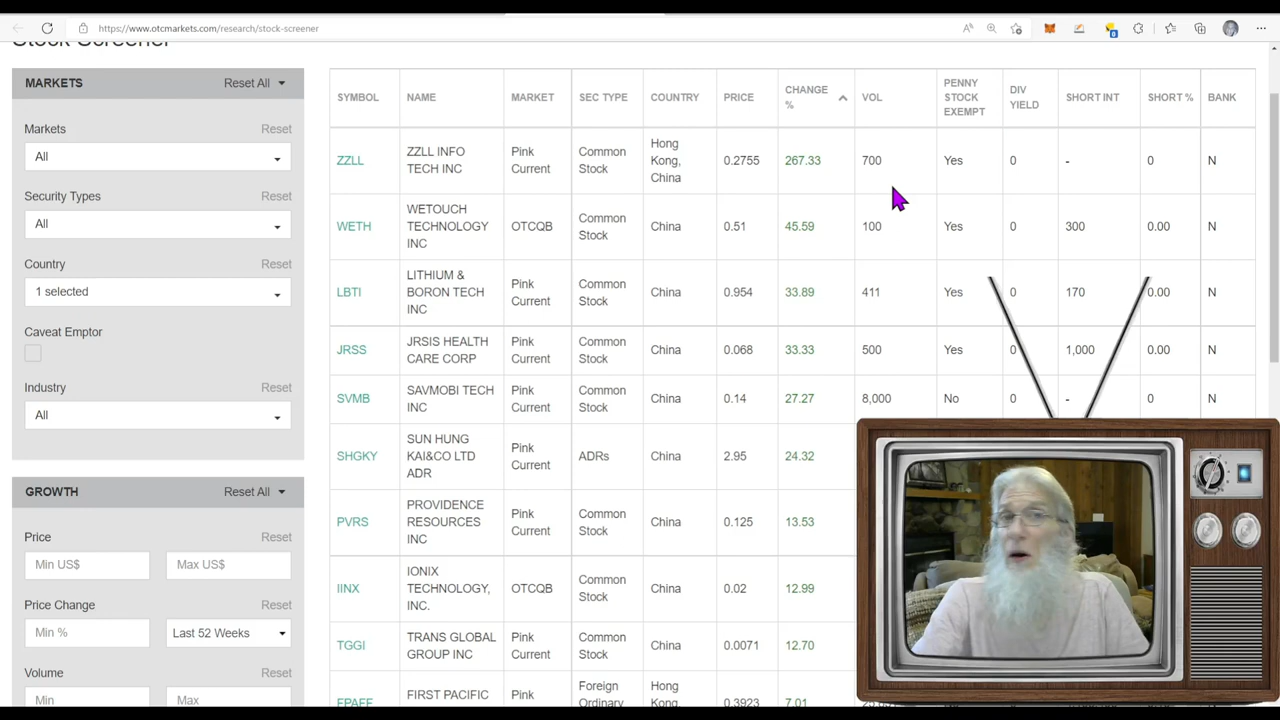 https://www.otcmarkets.com/research/stock-screener
Stock Screener
MARKETS
Reset All
Markets
Reset
All
Security Types
Reset
All
Country
Reset
1 selected
Caveat Emptor
Industry
Reset
All
GROWTH
Reset All
Price
Reset
Min US$
Max US$
Price Change
Reset
Min %
Last 52 Weeks
Volume
Reset
Min
Max
SYMBOL
NAME
MARKET
SEC TYPE
COUNTRY
PRICE
CHANGE
%
VOL
PENNY
STOCK
EXEMPT
DIV
YIELD
SHORT INT
SHORT %
BANK
ZZLL
ZZLL INFO
TECH INC
Pink
Current
Common
Stock
Hong
Kong,
China
0.2755
267.33
700
Yes
0
-
0
N
WETH
WETOUCH
TECHNOLOGY
INC
OTCQB
Common
Stock
China
0.51
45.59
100
Yes
0
300
0.00
N
LBTI
LITHIUM &
BORON TECH
INC
Pink
Current
Common
Stock
China
0.954
33.89
411
Yes
0
170
0.00
N
JRSS
JRSIS HEALTH
CARE CORP
Pink
Current
Common
Stock
China
0.068
33.33
500
Yes
0
1,000
0.00
N
SVMB
SAVMOBI TECH
INC
Pink
Current
Common
Stock
China
0.14
27.27
8,000
No
0
-
0
N
SHGKY
SUN HUNG
KAI&CO LTD
ADR
Pink
Current
ADRs
China
2.95
24.32
PVRS
PROVIDENCE
RESOURCES
INC
Pink
Current
Common
Stock
China
0.125
13.53
IINX
IONIX
TECHNOLOGY,
INC.
OTCQB
Common
Stock
China
0.02
12.99
TGGI
TRANS GLOBAL
GROUP INC
Pink
Current
Common
Stock
China
0.0071
12.70
FPAFF
FIRST PACIFIC
Pink
Foreign
Ordinary
Hong
Kong,
0.3923
7.01